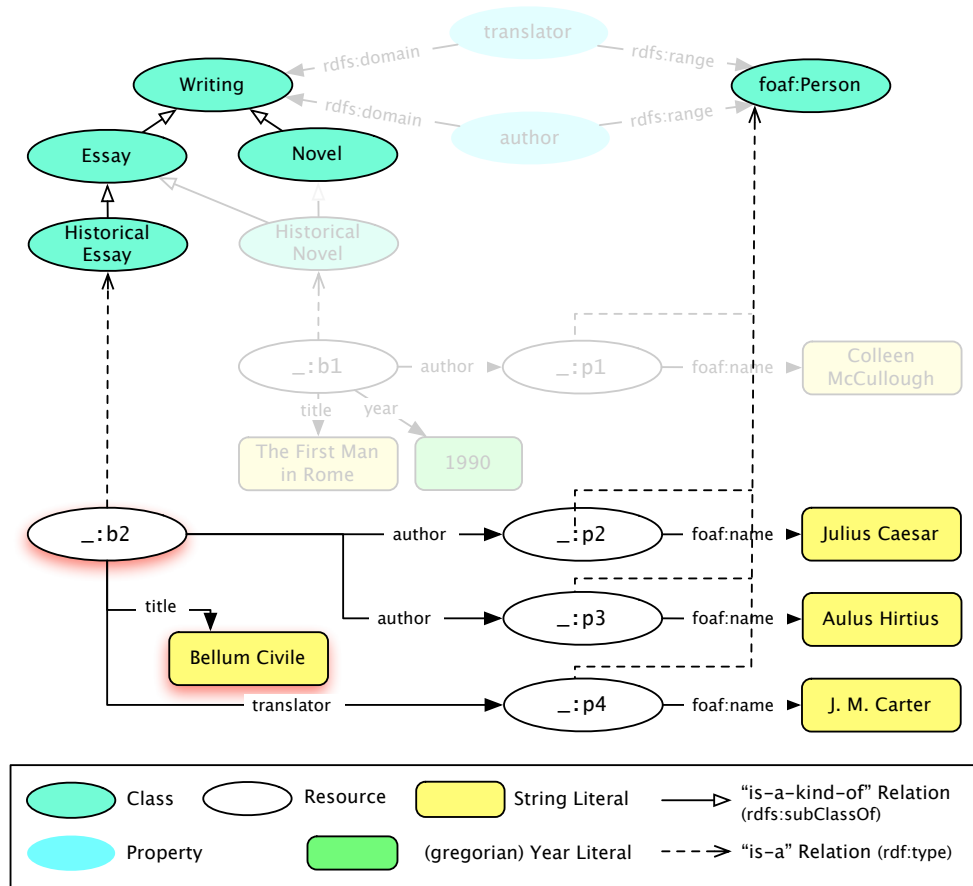 translator
rdfs:domain
rdfs:range
Writing
foaf:Person
rdfs:domain
rdfs:range
author
Essay
Novel
Historical
Essay
Historical
Novel
_:b1
author
_:p1
foaf:name
Colleen
McCullough
title
year
The First Man
in Rome
1990
_:b2
author
_:p2
foaf:name
Julius Caesar
title
author
_:p3
foaf:name
Aulus Hirtius
Bellum Civile
translator
_:p4
foaf:name
J. M. Carter
Class
Resource
String Literal
“is-a-kind-of” Relation
(rdfs:subClassOf)
Property
(gregorian) Year Literal
“is-a” Relation (rdf:type)